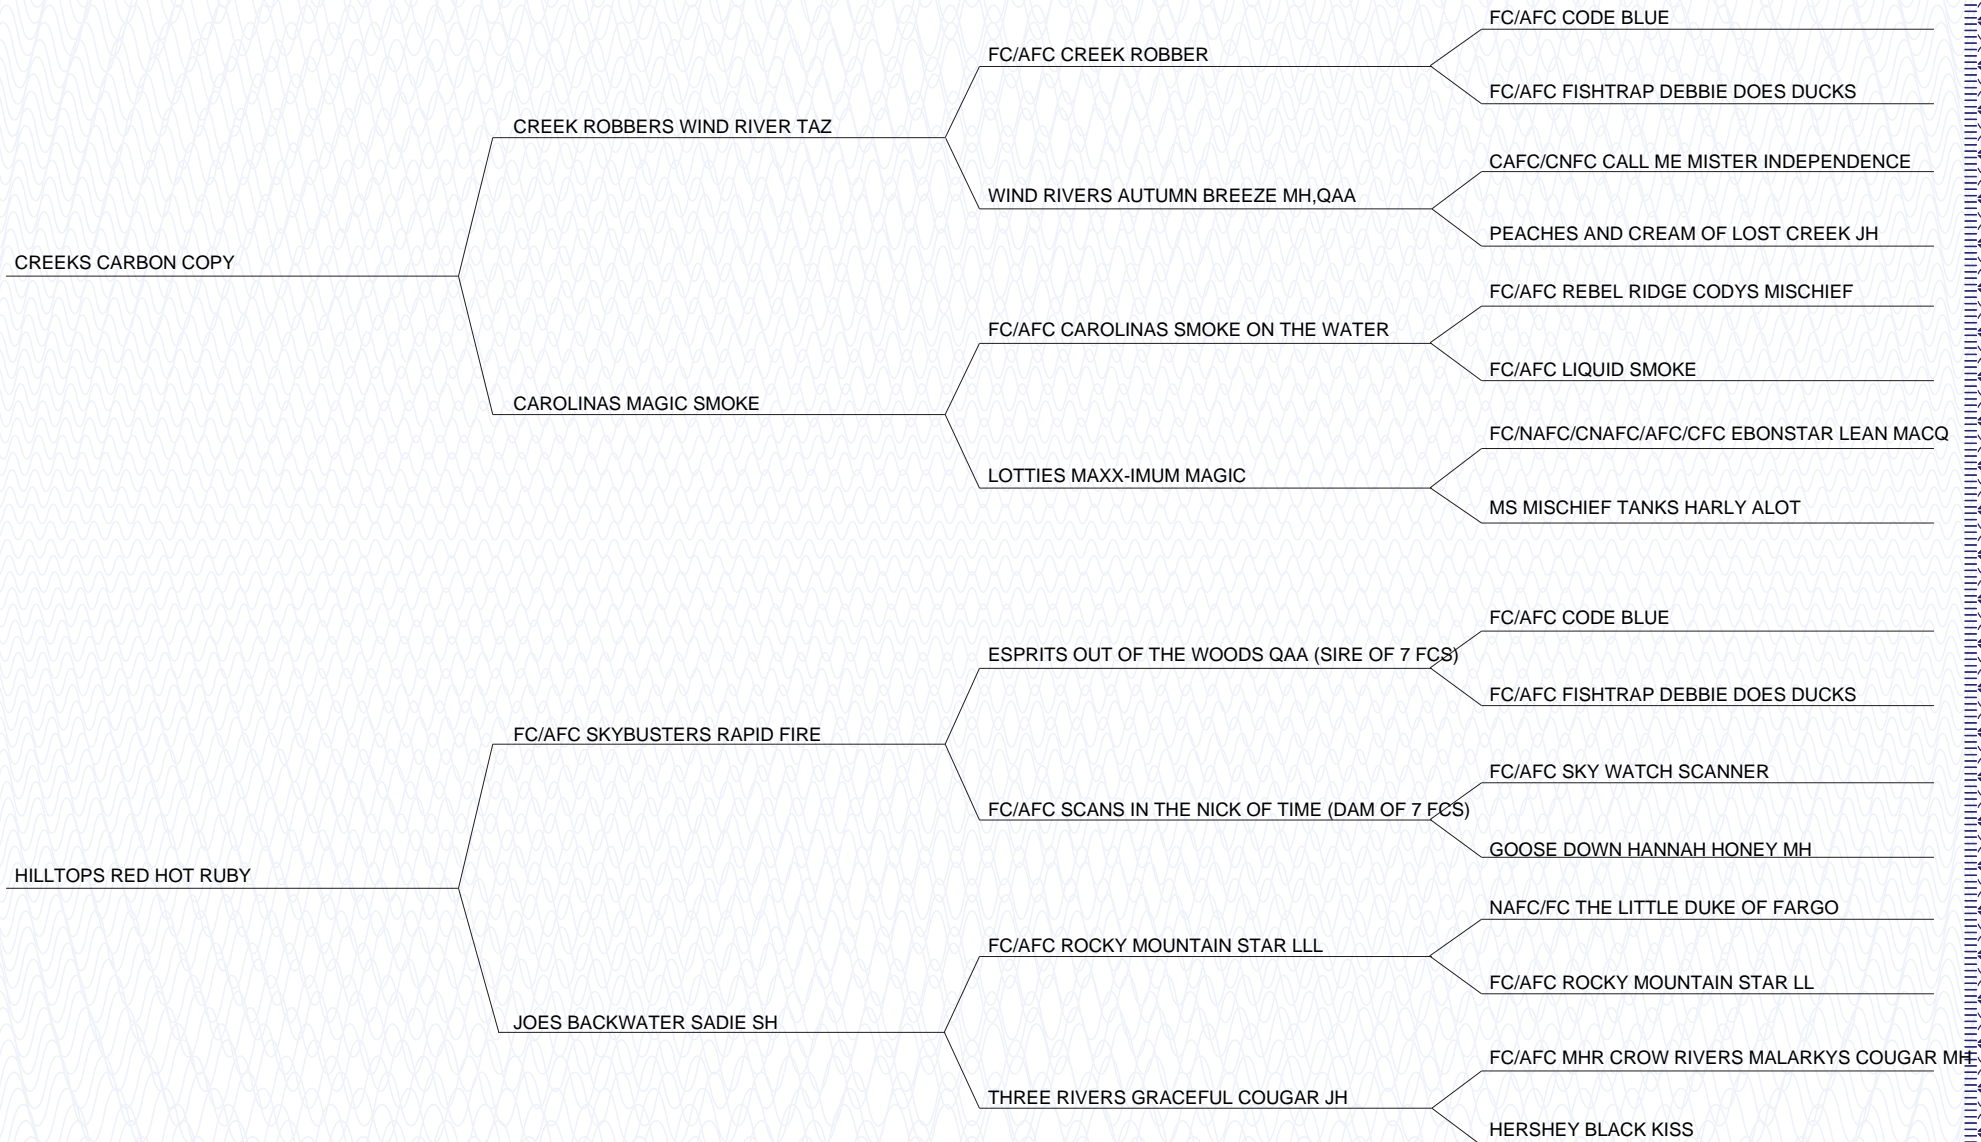 FC/AFC CODE BLUE
FC/AFC CREEK ROBBER
FC/AFC FISHTRAP DEBBIE DOES DUCKS
CREEK ROBBERS WIND RIVER TAZ
CAFC/CNFC CALL ME MISTER INDEPENDENCE
WIND RIVERS AUTUMN BREEZE MH,QAA
PEACHES AND CREAM OF LOST CREEK JH
CREEKS CARBON COPY
FC/AFC REBEL RIDGE CODYS MISCHIEF
FC/AFC CAROLINAS SMOKE ON THE WATER
FC/AFC LIQUID SMOKE
CAROLINAS MAGIC SMOKE
FC/NAFC/CNAFC/AFC/CFC EBONSTAR LEAN MACQ
LOTTIES MAXX-IMUM MAGIC
MS MISCHIEF TANKS HARLY ALOT
FC/AFC CODE BLUE
ESPRITS OUT OF THE WOODS QAA (SIRE OF 7 FCS)
FC/AFC FISHTRAP DEBBIE DOES DUCKS
FC/AFC SKYBUSTERS RAPID FIRE
FC/AFC SKY WATCH SCANNER
FC/AFC SCANS IN THE NICK OF TIME (DAM OF 7 FCS)
GOOSE DOWN HANNAH HONEY MH
HILLTOPS RED HOT RUBY
NAFC/FC THE LITTLE DUKE OF FARGO
FC/AFC ROCKY MOUNTAIN STAR LLL
FC/AFC ROCKY MOUNTAIN STAR LL
JOES BACKWATER SADIE SH
FC/AFC MHR CROW RIVERS MALARKYS COUGAR MH
THREE RIVERS GRACEFUL COUGAR JH
HERSHEY BLACK KISS